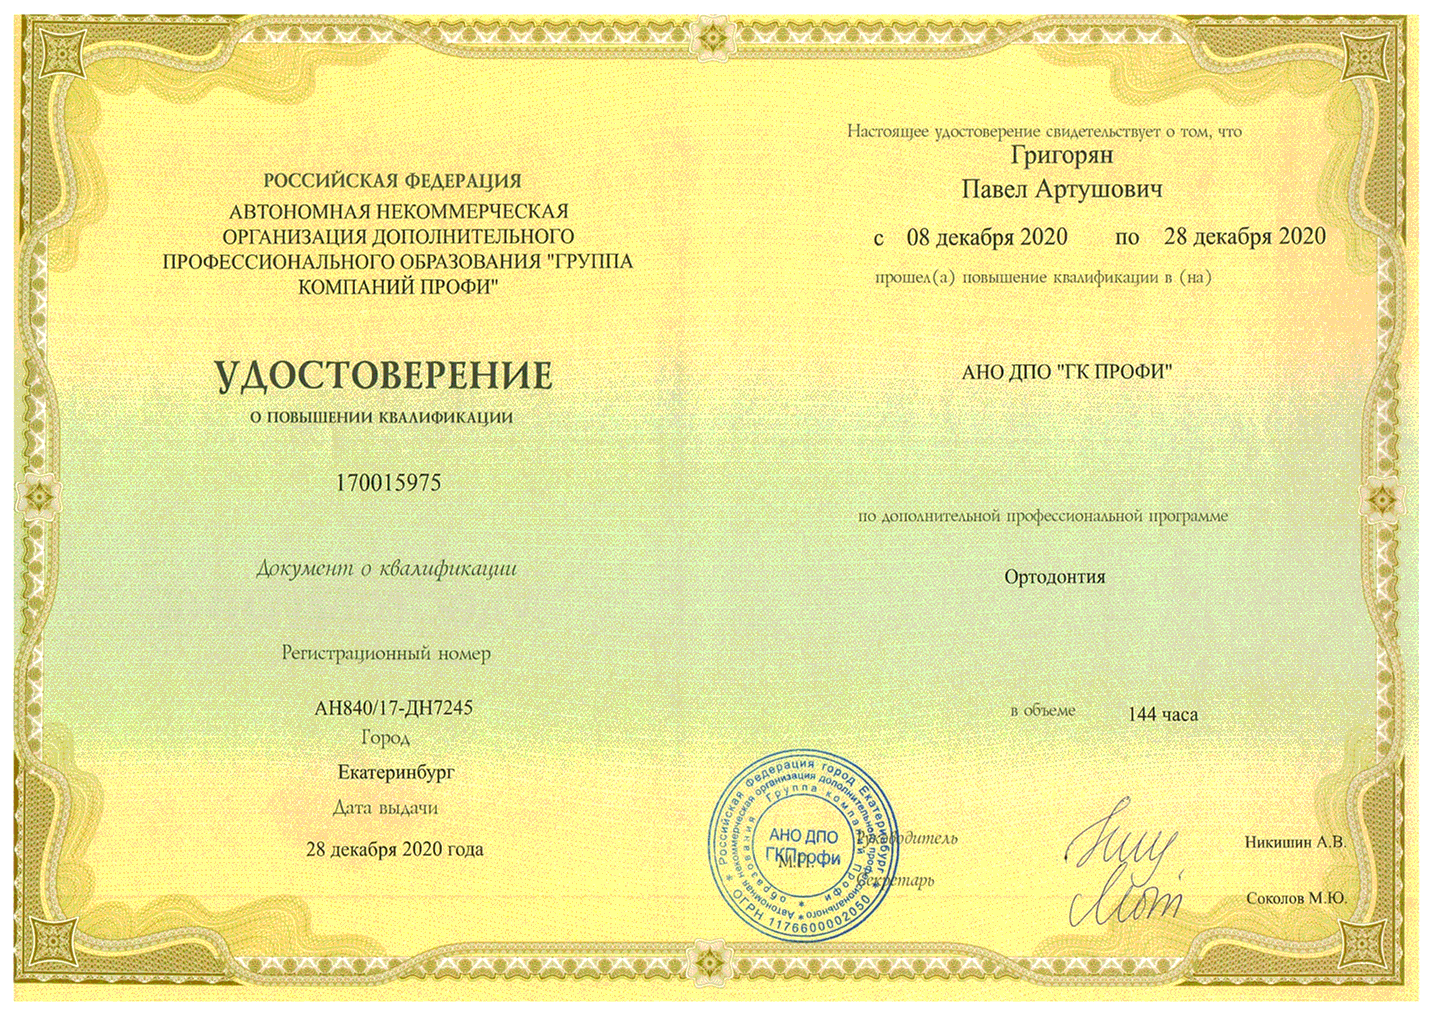 РОССИЙСКАЯ ФЕДЕРАЦИЯ
АВТОНОМНАЯ НЕКОММЕРЧЕСКАЯ
ОРГАНИЗАЦИЯ ДОПОЛНИТЕЛЬНОГО
ПРОФЕССИОНАЛЬНОГО ОБРАЗОВАНИЯ "ГРУППА
КОМПАНИЙ ПРОФИ"
УДОСТОВЕРЕНИЕ
О ПОВЫШЕНИИ КВАЛИФИКАЦИИ
170015975
Документ о квалификации
Регистрационный номер
АН840/17-ДН7245
Город
Екатеринбург
Дата выдачи
28 декабря 2020 года
Настоящее удостоверение свидетельствует о том, что
Григорян
Павел Артушович
с 08 декабря 2020 по 28 декабря 2020
прошел(а) повышение квалификации в (на)
АНО ДПО "ГК ПРОФИ"
по дополнительной профессиональной программе
Ортодонтия
в объеме 144 часа
Руководитель Никишин А.В.
М.П.
Секретарь Соколов М.Ю.
* Российская Федерация город Екатеринбург *
ОГРН 1176600002050
* Автономная некоммерческая организация дополнительного профессионального
образования Группа компаний Профи *
АНО ДПО
ГКПрофи